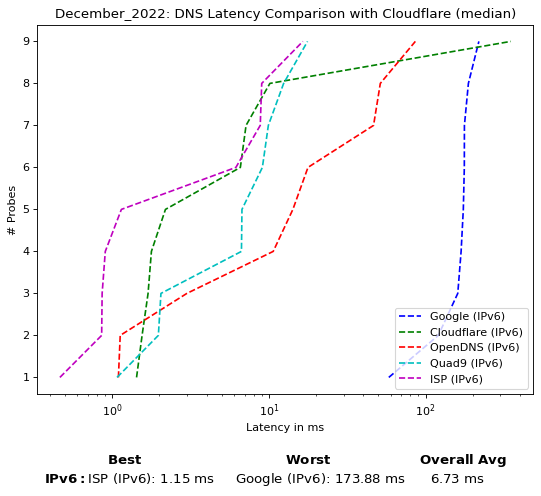 December_2022: DNS Latency Comparison with Cloudflare (median)
# Probes
9
8
7
6
5
4
3
2
1
Google (IPv6)
Cloudflare (IPv6)
OpenDNS (IPv6)
Quad9 (IPv6)
ISP (IPv6)
10⁰ 10¹ 10²
Latency in ms
Best Worst Overall Avg
IPv6: ISP (IPv6): 1.15 ms Google (IPv6): 173.88 ms 6.73 ms